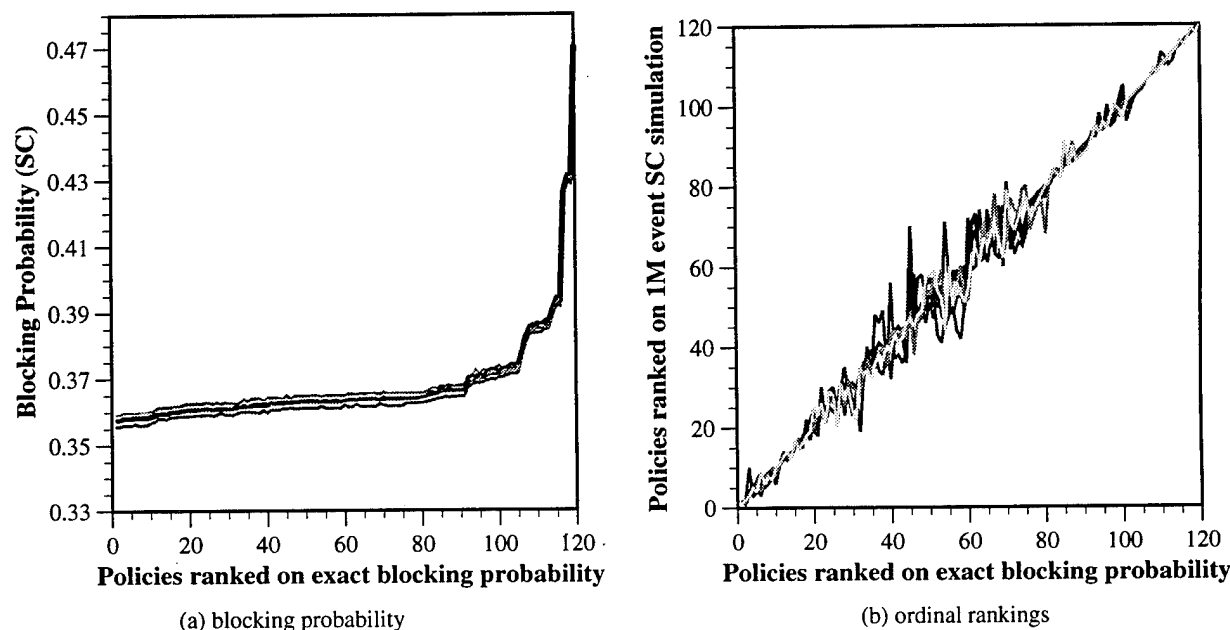 0.47
0.45
0.43
0.41
0.39
0.37
0.35
0.33
Blocking Probability (SC)
0 20 40 60 80 100 120
Policies ranked on exact blocking probability
(a) blocking probability
120
100
80
60
40
20
0
Policies ranked on 1M event SC simulation
0 20 40 60 80 100 120
Policies ranked on exact blocking probability
(b) ordinal rankings